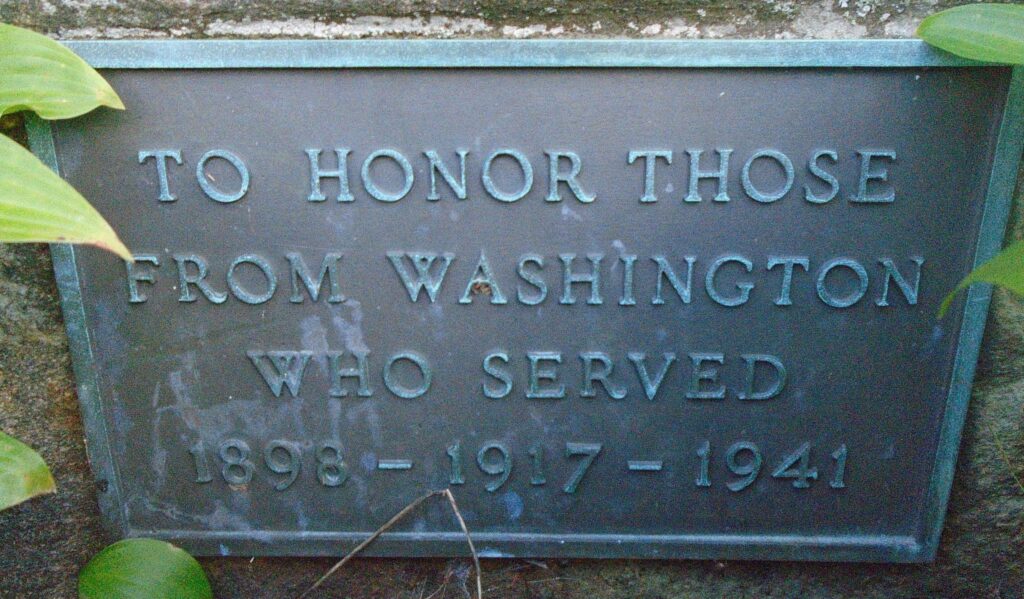 TO HONOR THOSE
FROM WASHINGTON
WHO SERVED
1898 – 1917 – 1941